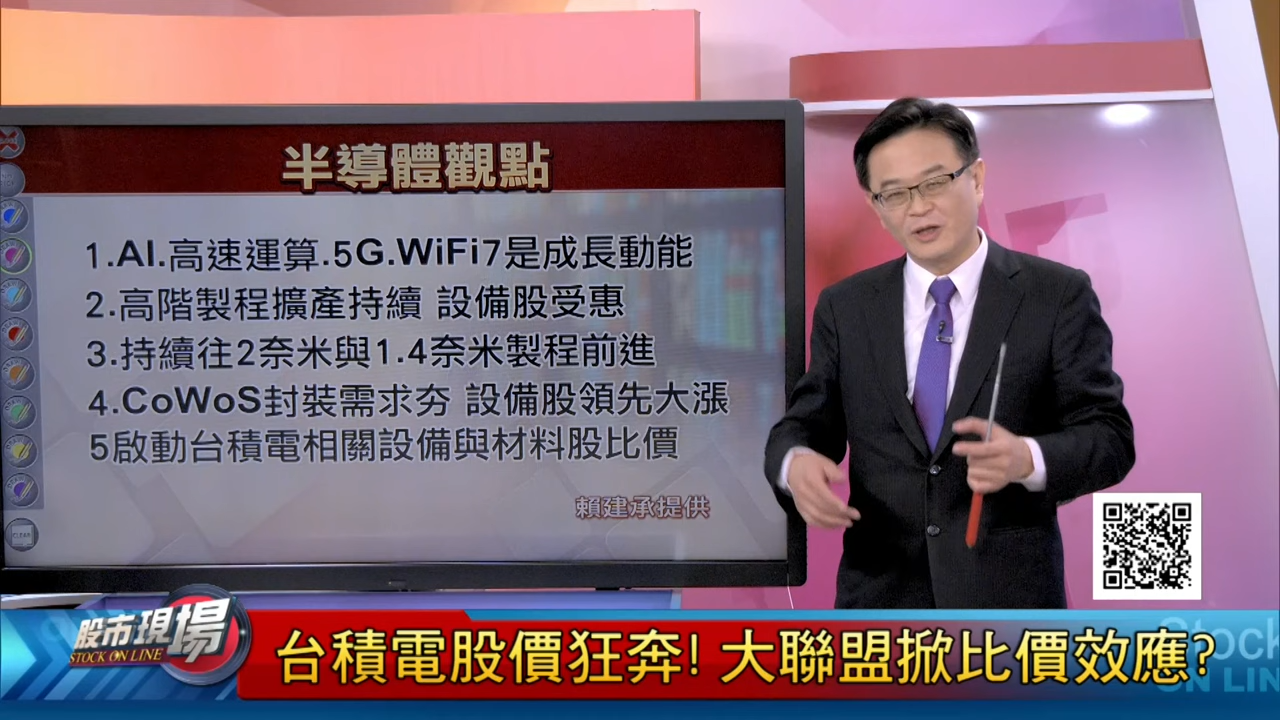 半導體觀點
1.AI.高速運算.5G.WiFi7是成長動能
2.高階製程擴產持續 設備股受惠
3.持續往2奈米與1.4奈米製程前進
4.CoWoS封裝需求夯 設備股領先大漲
5啟動台積電相關設備與材料股比價
賴建承提供
CLEAR
股市現場
STOCK ON LINE
台積電股價狂奔! 大聯盟掀比價效應?
Stock
ON LIN